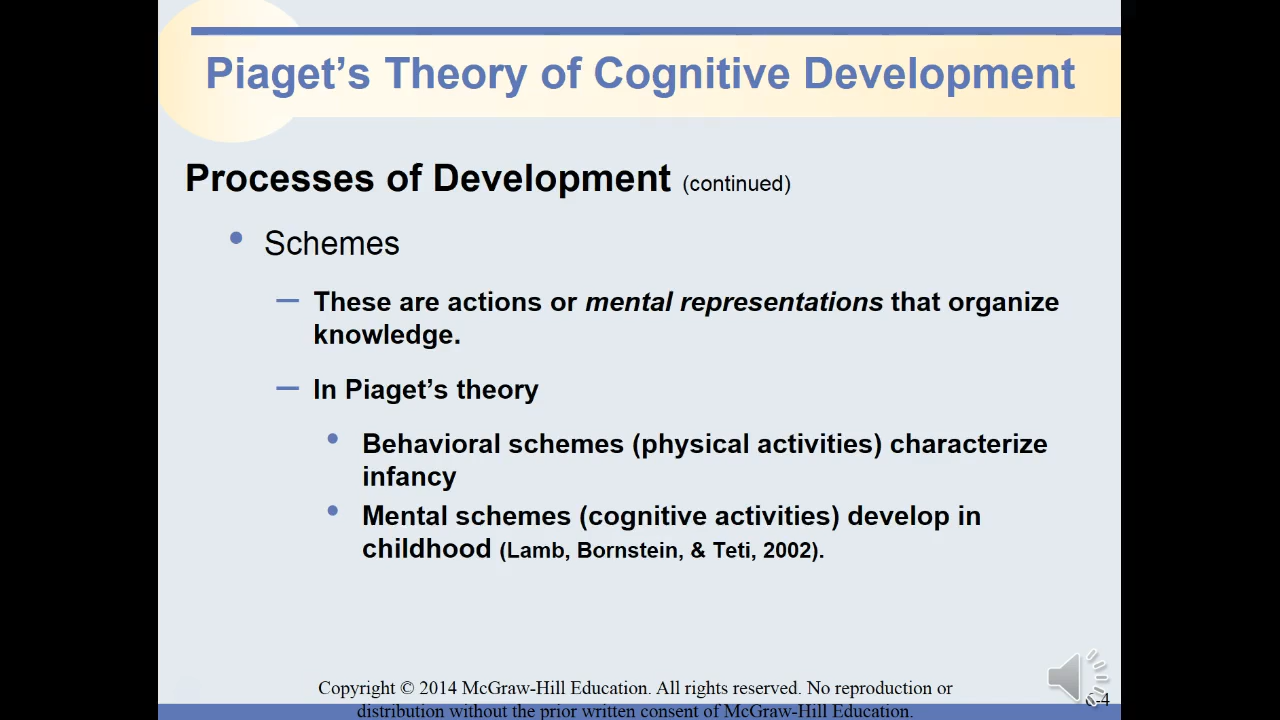 Piaget’s Theory of Cognitive Development
Processes of Development (continued)
• Schemes
— These are actions or mental representations that organize
knowledge.
— In Piaget’s theory
• Behavioral schemes (physical activities) characterize
infancy
• Mental schemes (cognitive activities) develop in
childhood (Lamb, Bornstein, & Teti, 2002).
Copyright © 2014 McGraw-Hill Education. All rights reserved. No reproduction or
distribution without the prior written consent of McGraw-Hill Education.
6-4